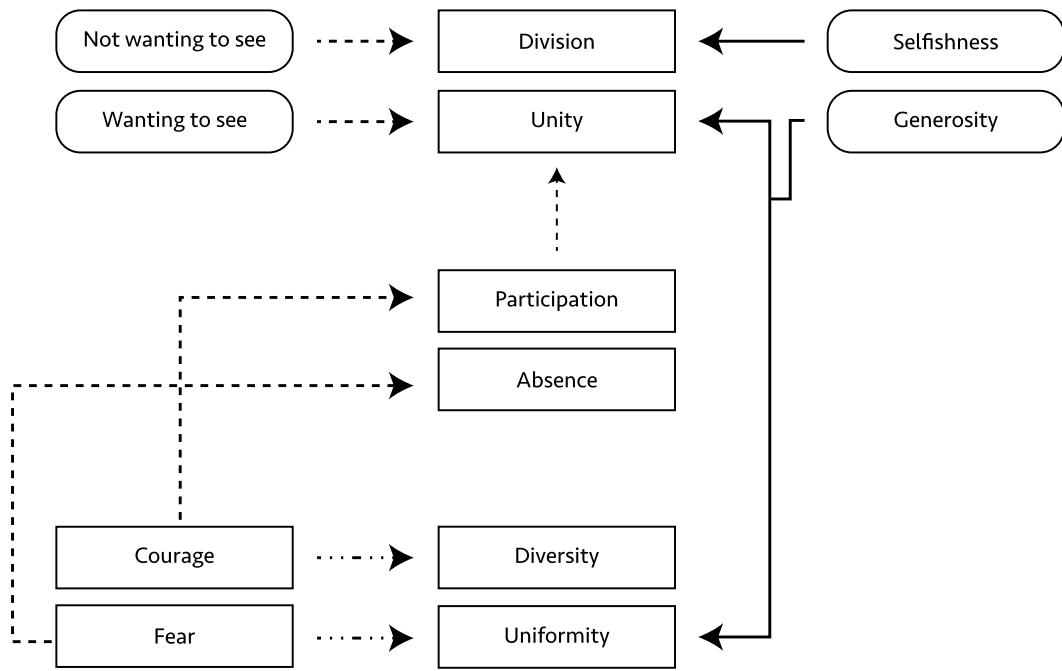 Not wanting to see
Division
Selfishness
Wanting to see
Unity
Generosity
Participation
Absence
Courage
Diversity
Fear
Uniformity